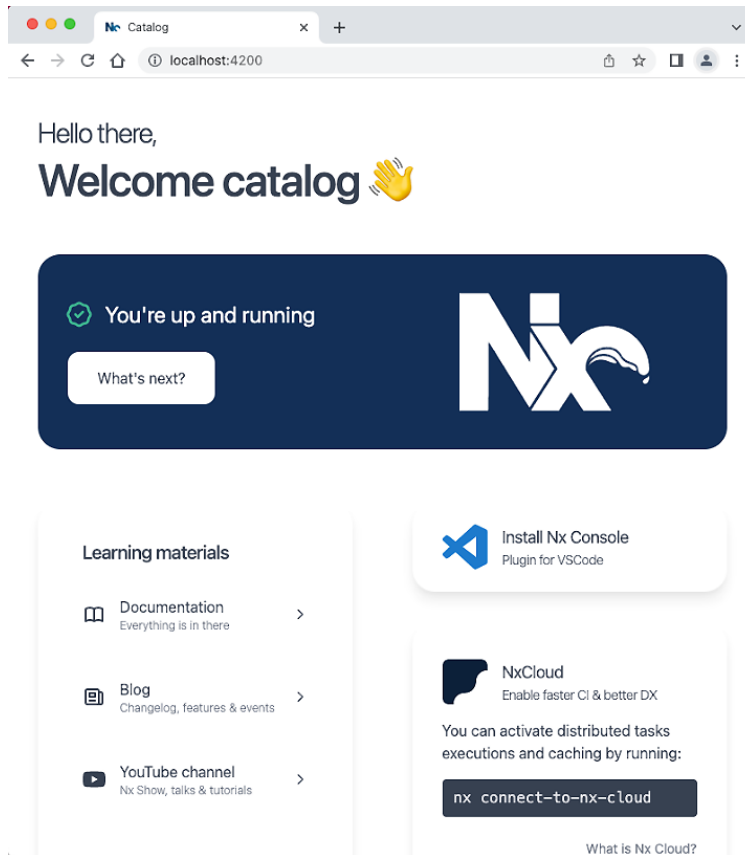 Catalog
localhost:4200
Hello there,
Welcome catalog 👋
You're up and running
What's next?
Nx
Learning materials
Documentation
Everything is in there
Blog
Changelog, features & events
YouTube channel
Nx Show, talks & tutorials
Install Nx Console
Plugin for VSCode
NxCloud
Enable faster CI & better DX
You can activate distributed tasks
executions and caching by running:
nx connect-to-nx-cloud
What is Nx Cloud?